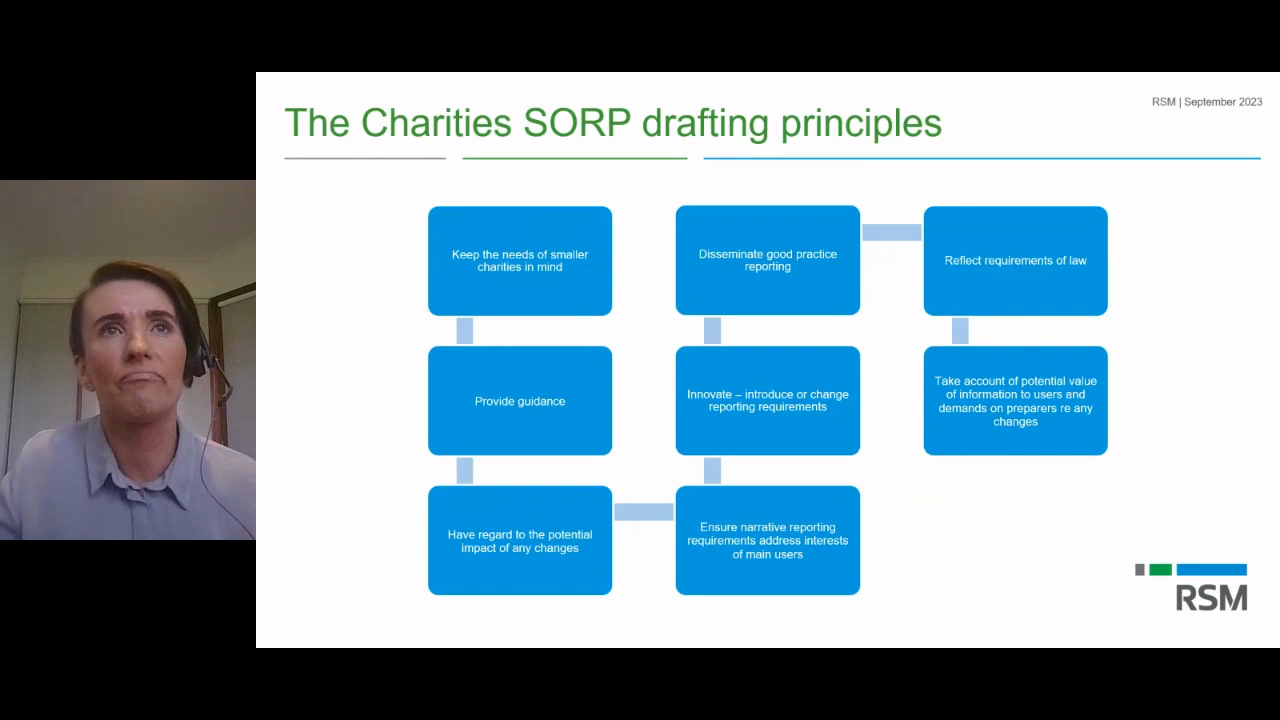 RSM | September 2023
The Charities SORP drafting principles
Keep the needs of smaller
charities in mind
Provide guidance
Have regard to the potential
impact of any changes
Ensure narrative reporting
requirements address interests
of main users
Innovate – introduce or change
reporting requirements
Disseminate good practice
reporting
Reflect requirements of law
Take account of potential value
of information to users and
demands on preparers re any
changes
RSM